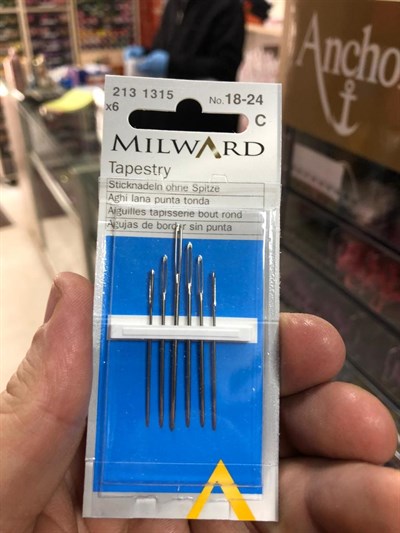 213 1315
x6
No. 18-24
C
MILWARD
Tapestry
Sticknadeln ohne Spitze
Aghi lana punta tonda
Aiguilles tapisserie bout rond
Agujas de bordar sin punta
Ancho